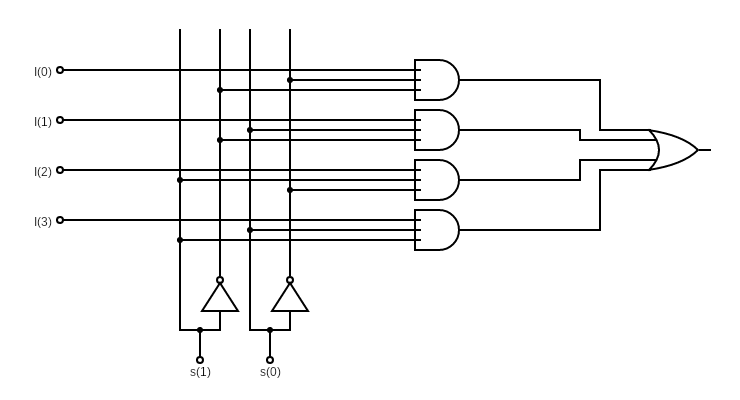 I(0)
I(1)
I(2)
I(3)
s(1)
s(0)